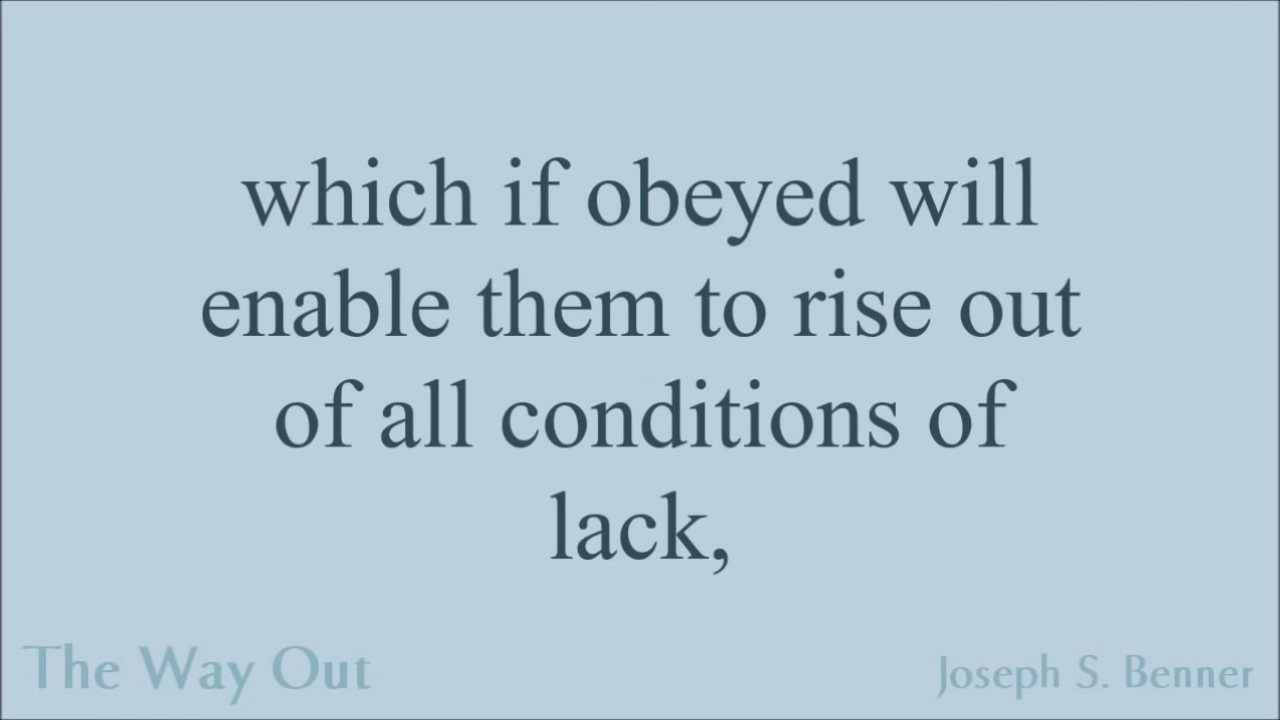 which if obeyed will
enable them to rise out
of all conditions of
lack,
The Way Out
Joseph S. Benner